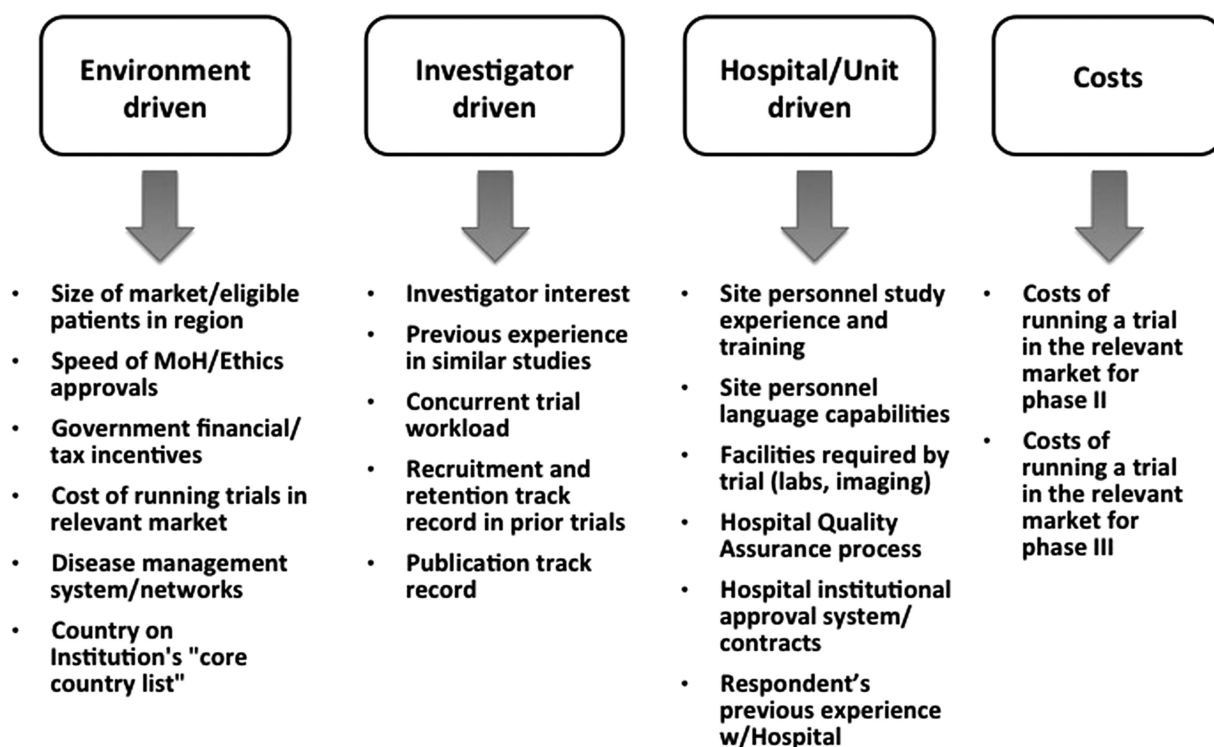 Environment
driven
• Size of market/eligible
patients in region
• Speed of MoH/Ethics
approvals
• Government financial/
tax incentives
• Cost of running trials in
relevant market
• Disease management
system/networks
• Country on
Institution's "core
country list"
Investigator
driven
• Investigator interest
• Previous experience
in similar studies
• Concurrent trial
workload
• Recruitment and
retention track
record in prior trials
• Publication track
record
Hospital/Unit
driven
• Site personnel study
experience and
training
• Site personnel
language capabilities
• Facilities required by
trial (labs, imaging)
• Hospital Quality
Assurance process
• Hospital institutional
approval system/
contracts
• Respondent’s
previous experience
w/Hospital
Costs
• Costs of
running a trial
in the relevant
market for
phase II
• Costs of
running a trial
in the relevant
market for
phase III